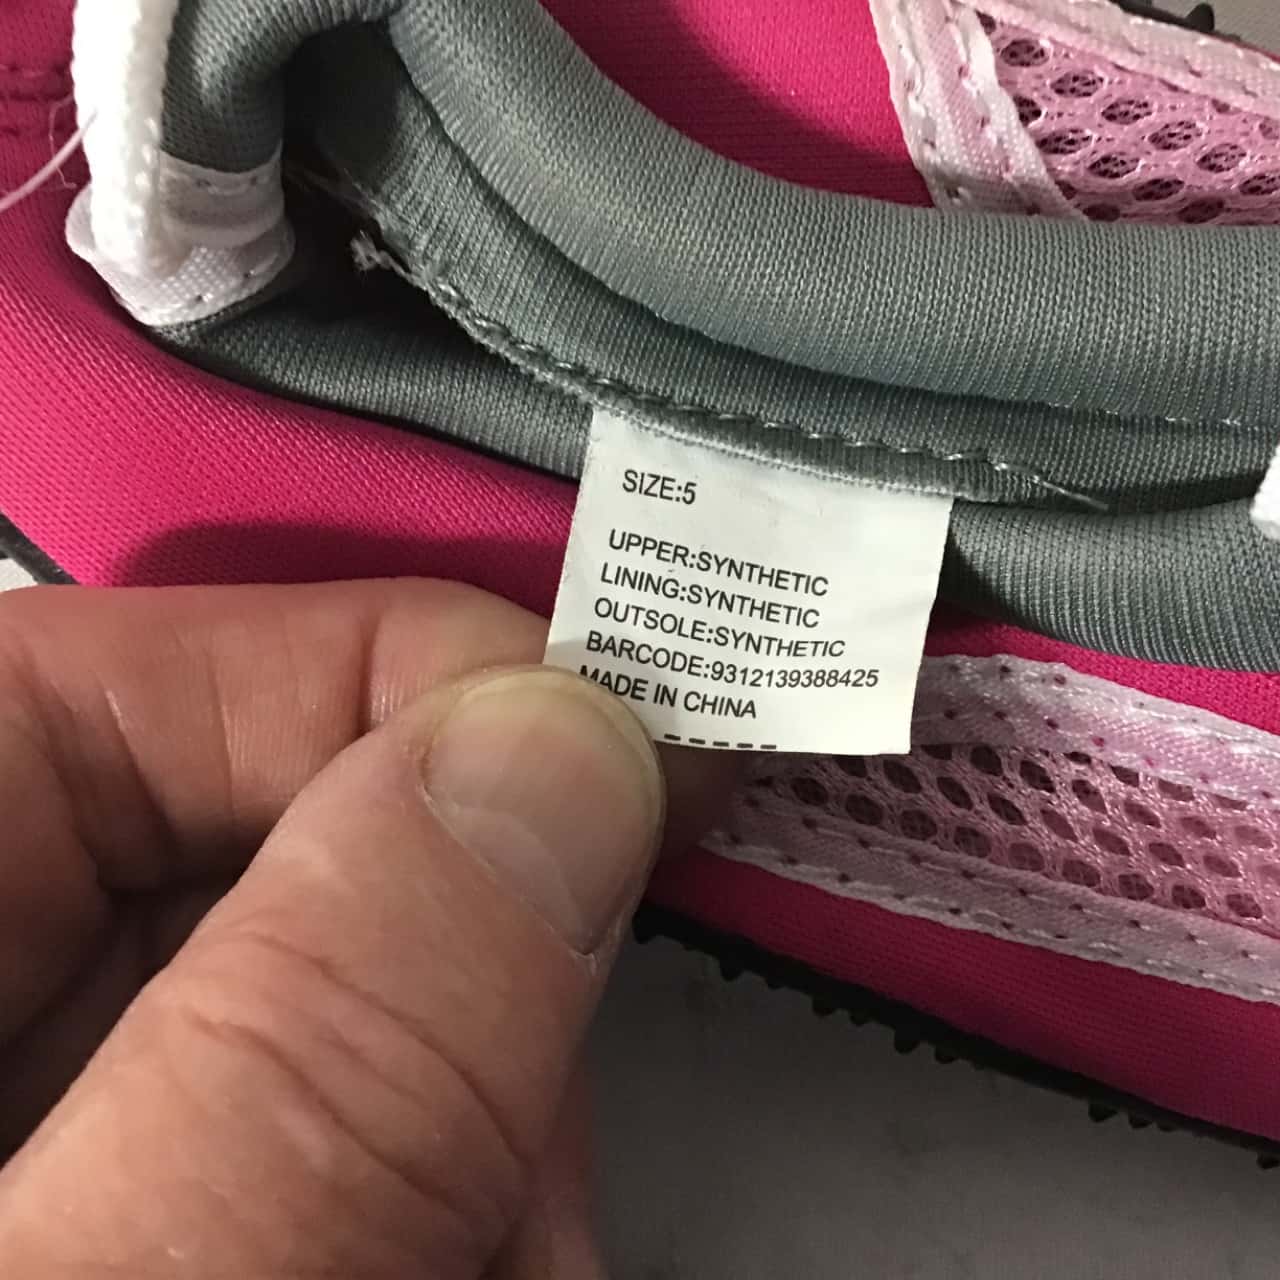 SIZE:5
UPPER:SYNTHETIC
LINING:SYNTHETIC
OUTSOLE:SYNTHETIC
BARCODE:9312139388425
MADE IN CHINA